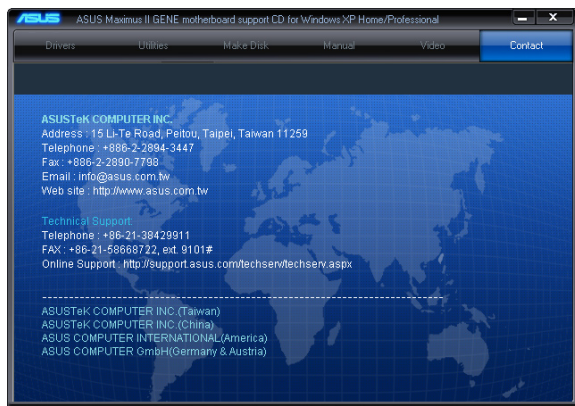 ASUS ASUS Maximus II GENE motherboard support CD for Windows XP Home/Professional
Drivers Utilities Make Disk Manual Video Contact
ASUSTeK COMPUTER INC.
Address : 15 Li-Te Road, Peitou, Taipei, Taiwan 11259
Telephone : +886-2-2894-3447
Fax : +886-2-2890-7798
Email : info@asus.com.tw
Web site : http://www.asus.com.tw
Technical Support
Telephone : +86-21-38429911
FAX : +86-21-58668722, ext. 9101#
Online Support : http://support.asus.com/techserv/techserv.aspx
ASUSTeK COMPUTER INC.(Taiwan)
ASUSTeK COMPUTER INC.(China)
ASUS COMPUTER INTERNATIONAL(America)
ASUS COMPUTER GmbH(Germany & Austria)